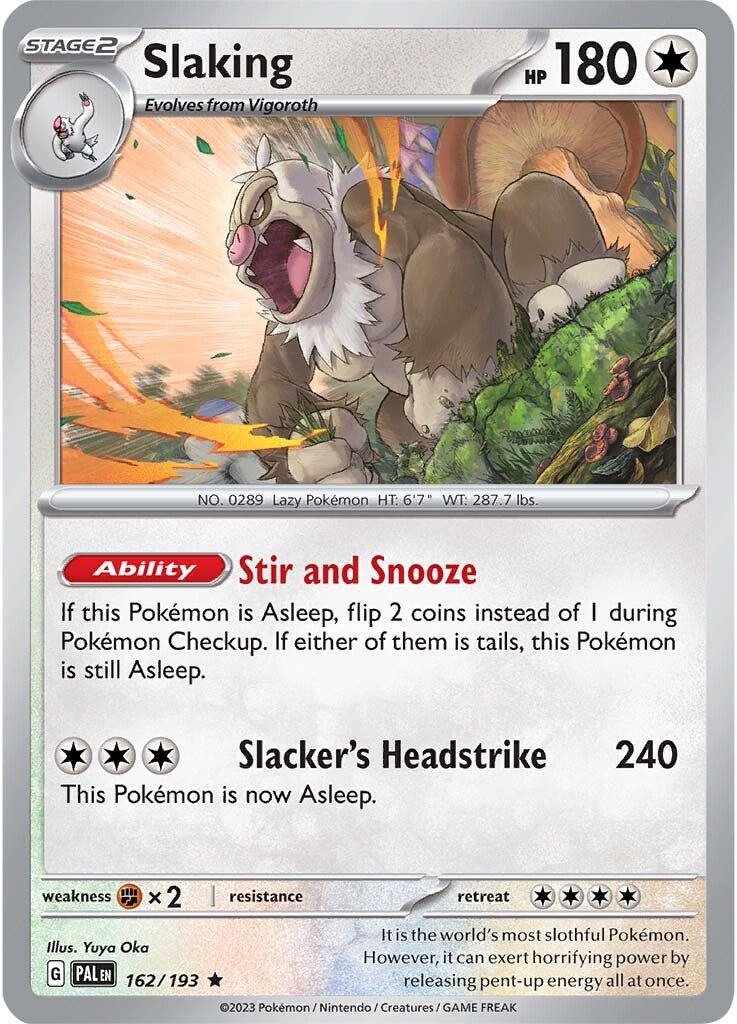 STAGE2
Slaking
HP 180
Evolves from Vigoroth
NO. 0289 Lazy Pokémon HT: 6'7" WT: 287.7 lbs.
Ability Stir and Snooze
If this Pokémon is Asleep, flip 2 coins instead of 1 during
Pokémon Checkup. If either of them is tails, this Pokémon
is still Asleep.
Slacker's Headstrike 240
This Pokémon is now Asleep.
weakness ×2 resistance retreat
Illus. Yuya Oka
G PAL EN 162/193
It is the world's most slothful Pokémon.
However, it can exert horrifying power by
releasing pent-up energy all at once.
©2023 Pokémon / Nintendo / Creatures / GAME FREAK